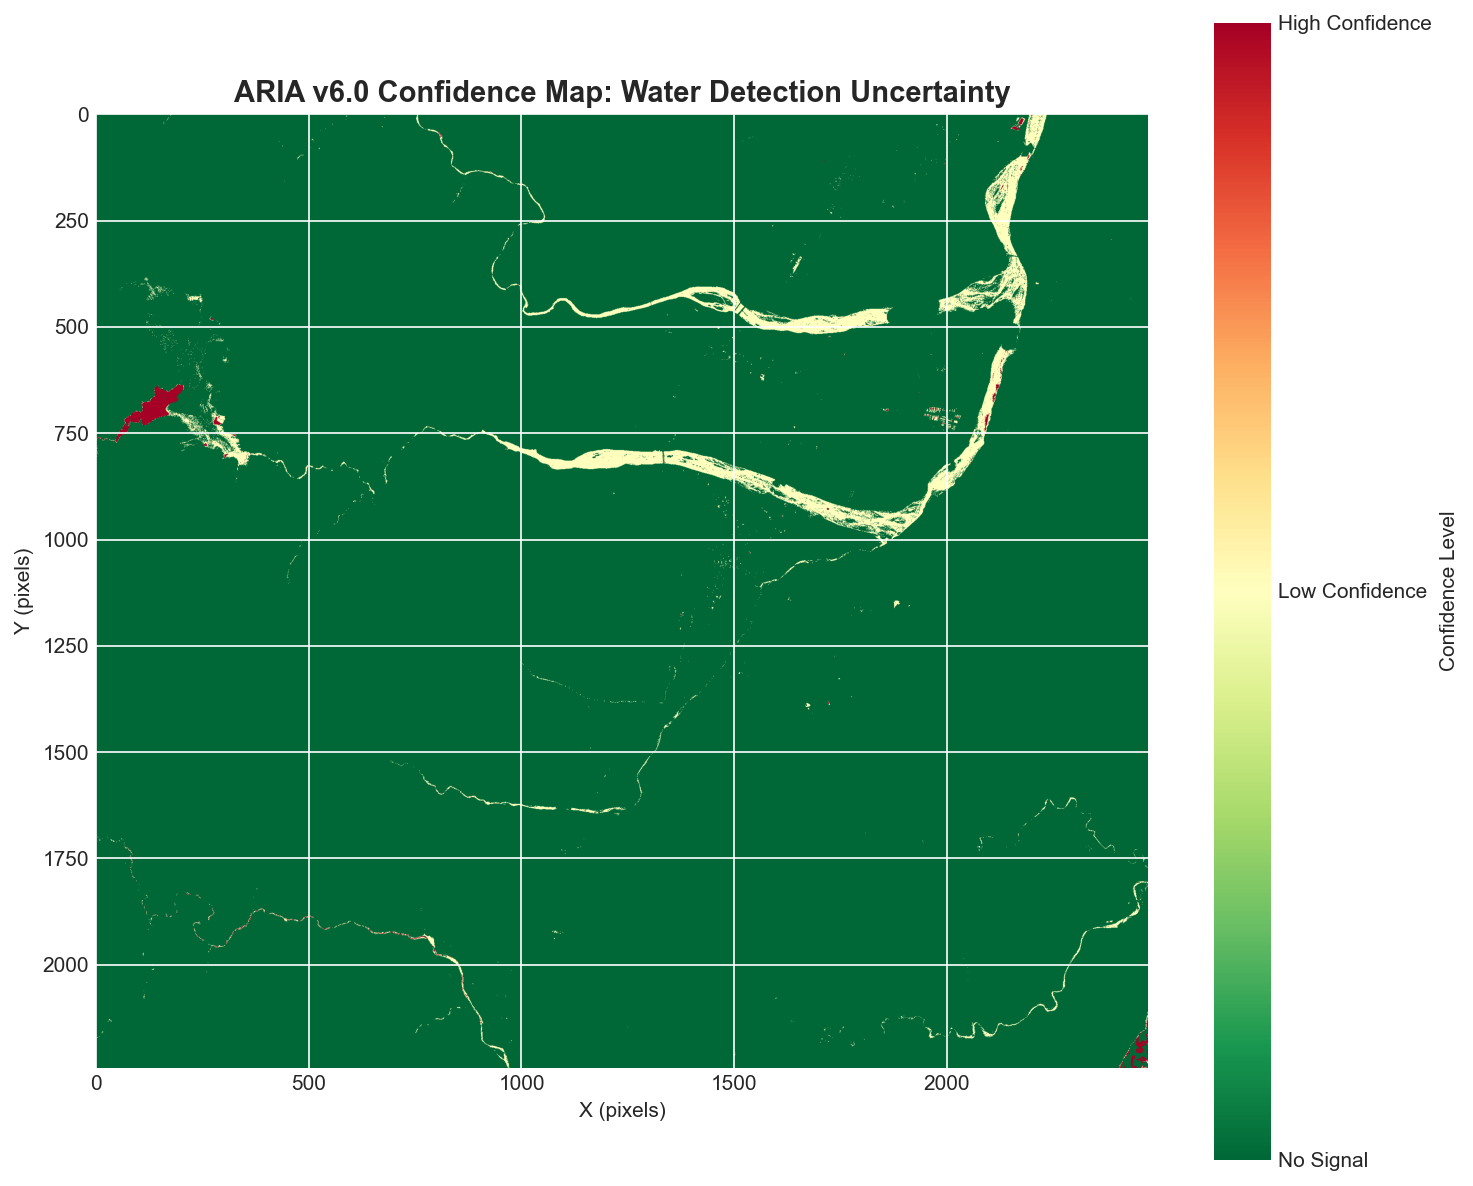 ARIA v6.0 Confidence Map: Water Detection Uncertainty
High Confidence
Low Confidence
No Signal
Confidence Level
0
250
500
750
1000
1250
1500
1750
2000
Y (pixels)
0 500 1000 1500 2000
X (pixels)